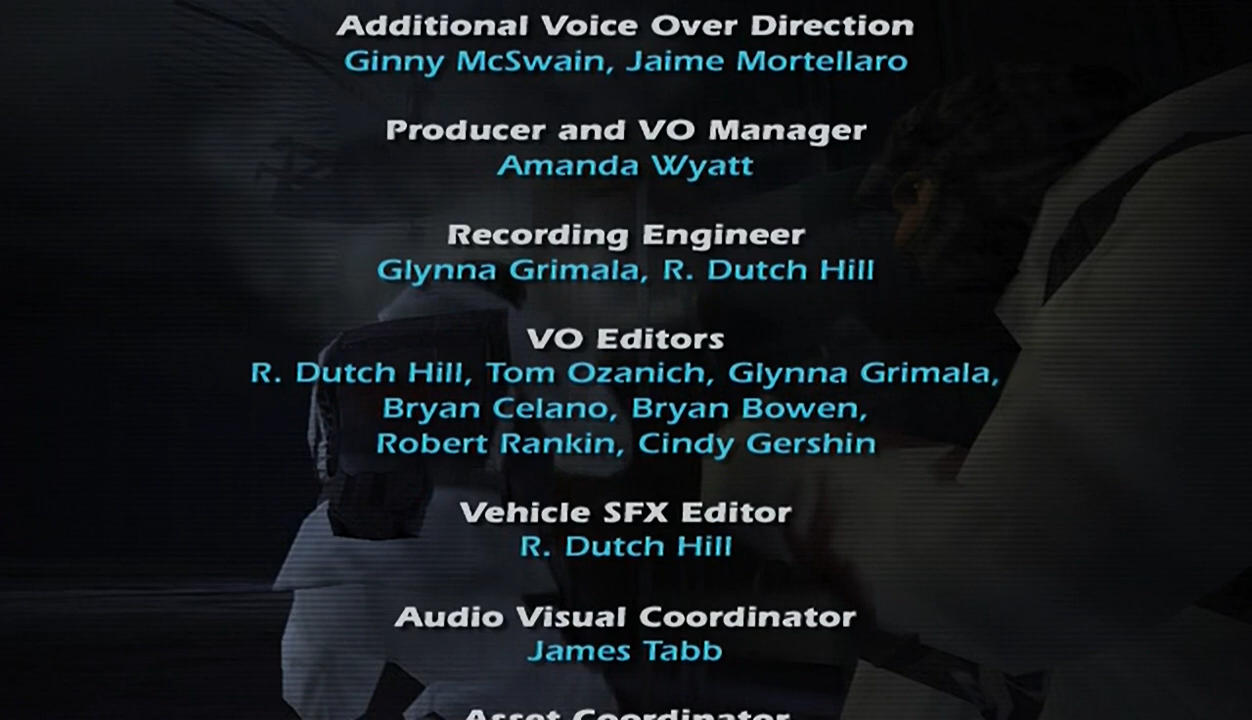 Additional Voice Over Direction
Ginny McSwain, Jaime Mortellaro
Producer and VO Manager
Amanda Wyatt
Recording Engineer
Glynna Grimala, R. Dutch Hill
VO Editors
R. Dutch Hill, Tom Ozanich, Glynna Grimala,
Bryan Celano, Bryan Bowen,
Robert Rankin, Cindy Gershin
Vehicle SFX Editor
R. Dutch Hill
Audio Visual Coordinator
James Tabb
Asset Coordinator